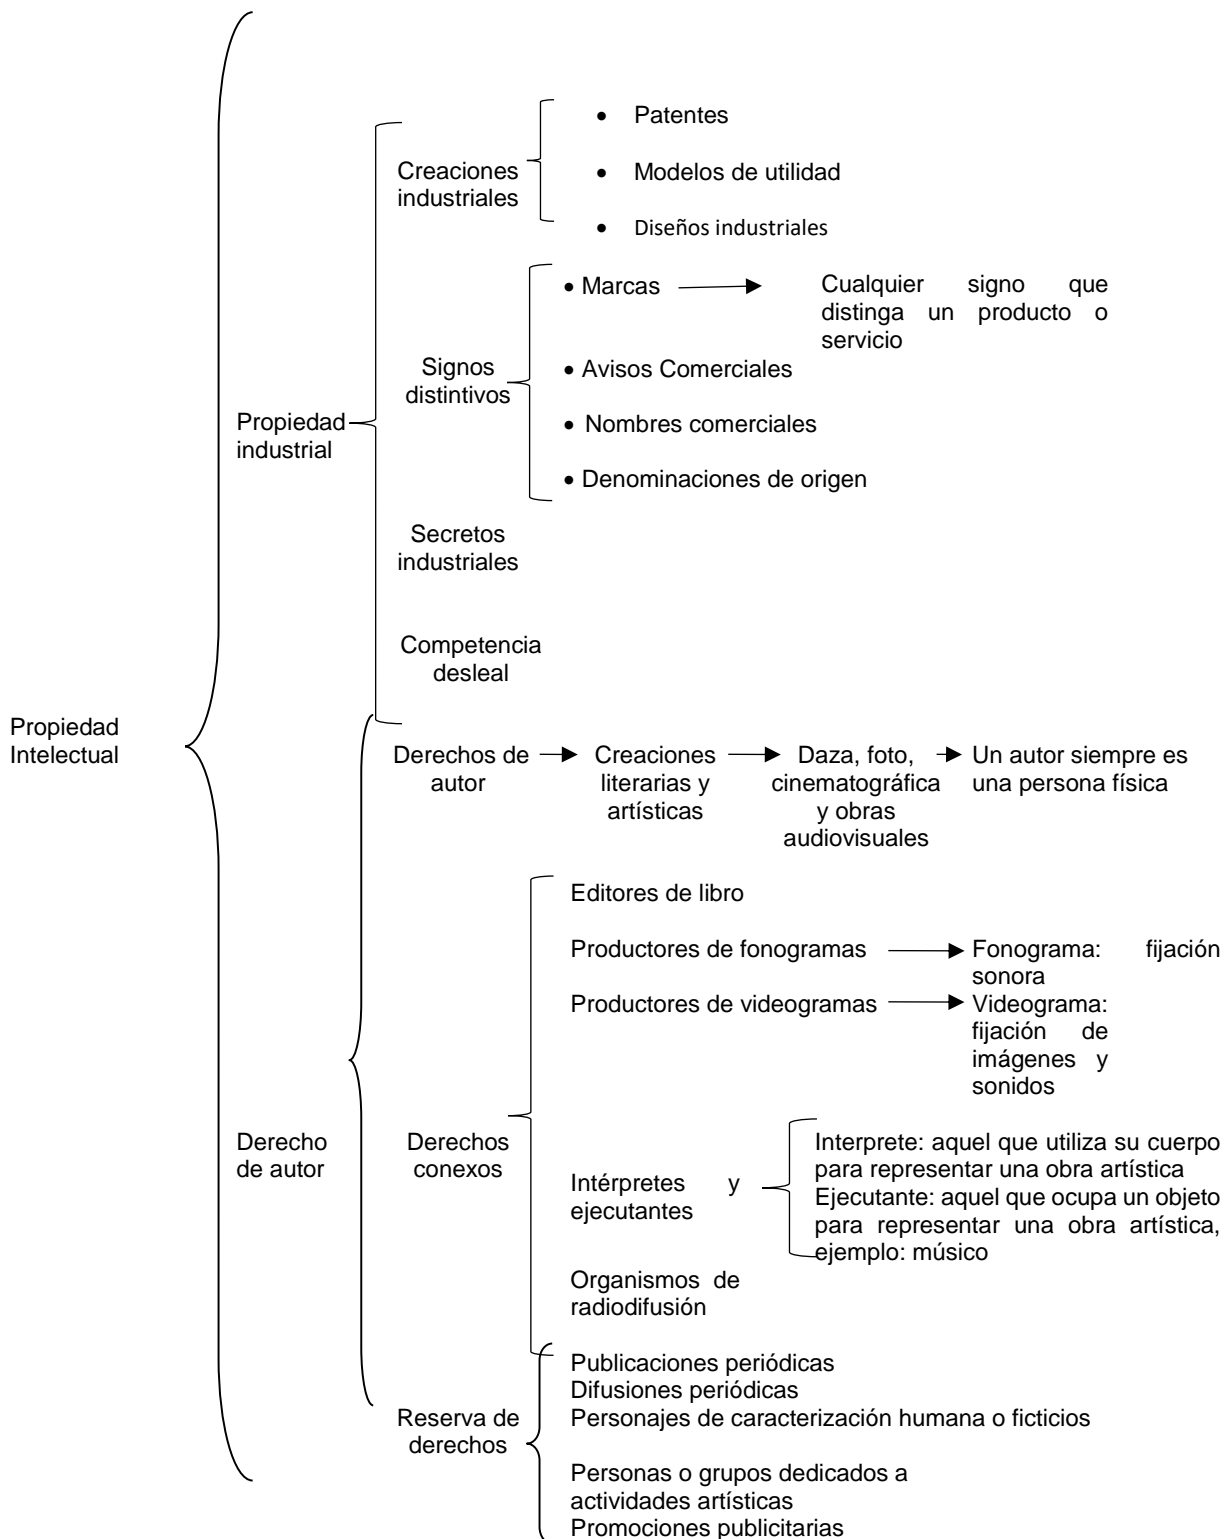 • Patentes
Creaciones
industriales
• Modelos de utilidad
• Diseños industriales
• Marcas
Cualquier signo que
distinga un producto o
servicio
Signos
distintivos
• Avisos Comerciales
• Nombres comerciales
• Denominaciones de origen
Propiedad
industrial
Secretos
industriales
Competencia
desleal
Propiedad
Intelectual
Derechos de
autor
Creaciones
literarias y
artísticas
Daza, foto,
cinematográfica
y obras
audiovisuales
Un autor siempre es
una persona física
Editores de libro
Productores de fonogramas
Fonograma: fijación
sonora
Productores de videogramas
Videograma:
fijación de
imágenes y
sonidos
Derecho
de autor
Derechos
conexos
Intérpretes y
ejecutantes
Interprete: aquel que utiliza su cuerpo
para representar una obra artística
Ejecutante: aquel que ocupa un objeto
para representar una obra artística,
ejemplo: músico
Organismos de
radiodifusión
Reserva de
derechos
Publicaciones periódicas
Difusiones periódicas
Personajes de caracterización humana o ficticios
Personas o grupos dedicados a
actividades artísticas
Promociones publicitarias